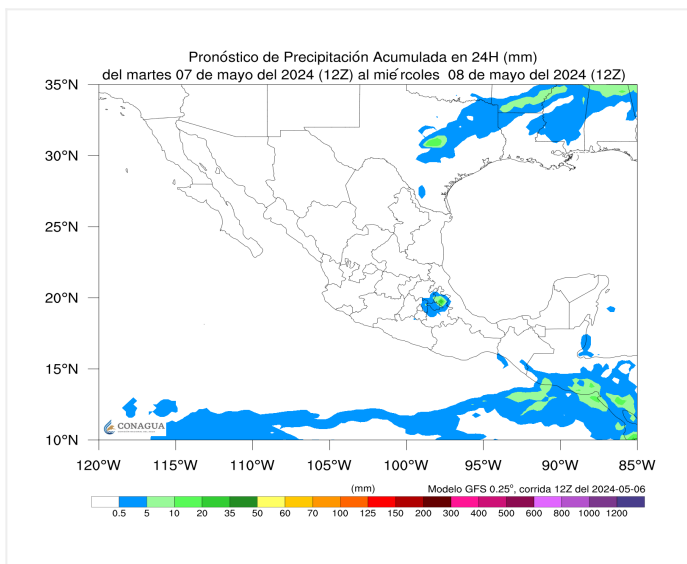 Pronóstico de Precipitación Acumulada en 24H (mm)
del martes 07 de mayo del 2024 (12Z) al miércoles 08 de mayo del 2024 (12Z)
35°N
30°N
25°N
20°N
15°N
10°N
CONAGUA
120°W 115°W 110°W 105°W 100°W 95°W 90°W 85°W
(mm) Modelo GFS 0.25°, corrida 12Z del 2024-05-06
0.5 5 10 20 35 50 60 70 100 125 150 200 300 400 500 600 800 1000 1200